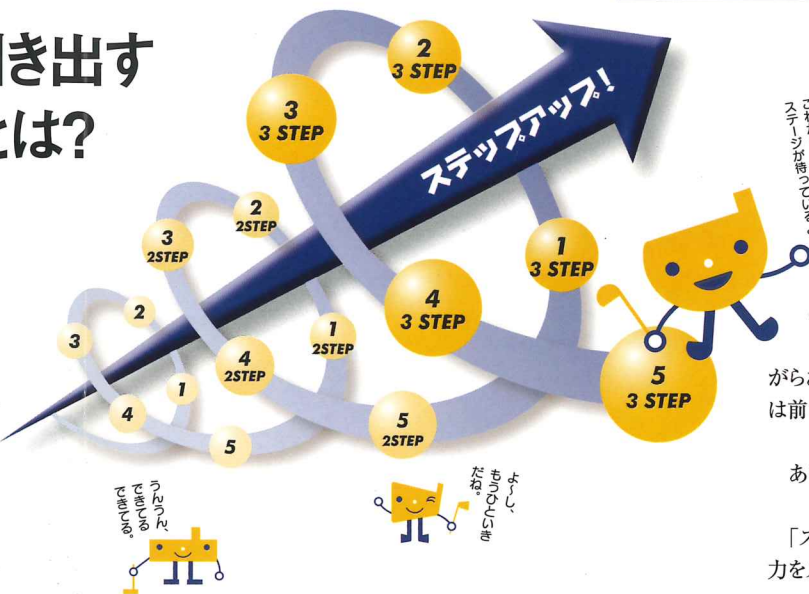 き出す
とは?
ステップアップ!
1
2
3
4
5
1
2STEP
2
2STEP
3
2STEP
4
2STEP
5
2STEP
1
3 STEP
2
3 STEP
3
3 STEP
4
3 STEP
5
3 STEP
うんうん、
できてる
できてる。
よ〜し、
もうひといき
だね。
ステージが待っている。
がら
は前
あ
力を